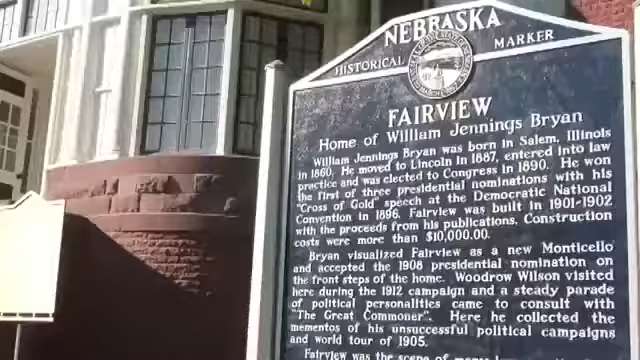 NEBRASKA
HISTORICAL MARKER
FAIRVIEW
Home of William Jennings Bryan
William Jennings Bryan was born in Salem, Illinois
in 1860. He moved to Lincoln in 1887, entered into law
practice and was elected to Congress in 1890. He won
the first of three presidential nominations with his
"Cross of Gold" speech at the Democratic National
Convention in 1896. Fairview was built in 1901-1902
with the proceeds from his publications. Construction
costs were more than $10,000.00.
Bryan visualized Fairview as a new Monticello
and accepted the 1908 presidential nomination on
the front steps of the home. Woodrow Wilson visited
here during the 1912 campaign and a steady parade
of political personalities came to consult with
"The Great Commoner". Here he collected the
mementos of his unsuccessful political campaigns
and world tour of 1905.
Fairview was the scene of many